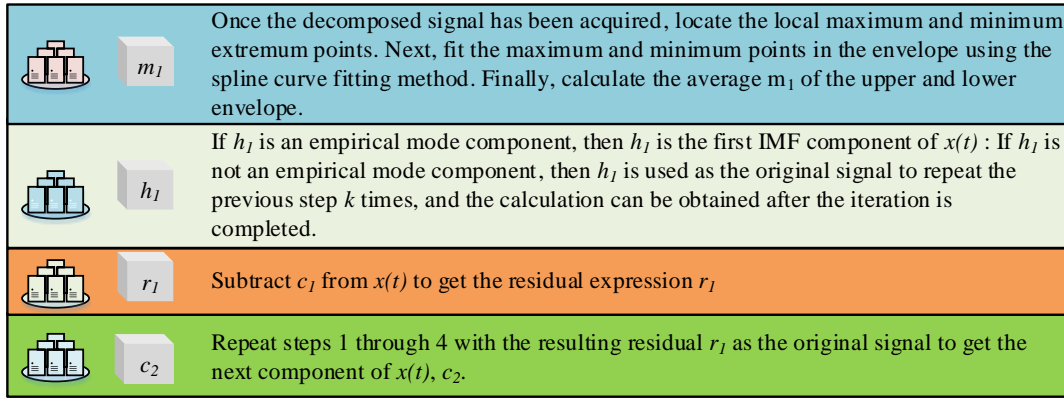 Once the decomposed signal has been acquired, locate the local maximum and minimum
extremum points. Next, fit the maximum and minimum points in the envelope using the
m₁
spline curve fitting method. Finally, calculate the average m₁ of the upper and lower
envelope.
If h₁ is an empirical mode component, then h₁ is the first IMF component of x(t) : If h₁ is
not an empirical mode component, then h₁ is used as the original signal to repeat the
h₁
previous step k times, and the calculation can be obtained after the iteration is
completed.
r₁
Subtract c₁ from x(t) to get the residual expression r₁
Repeat steps 1 through 4 with the resulting residual r₁ as the original signal to get the
c₂
next component of x(t), c₂.